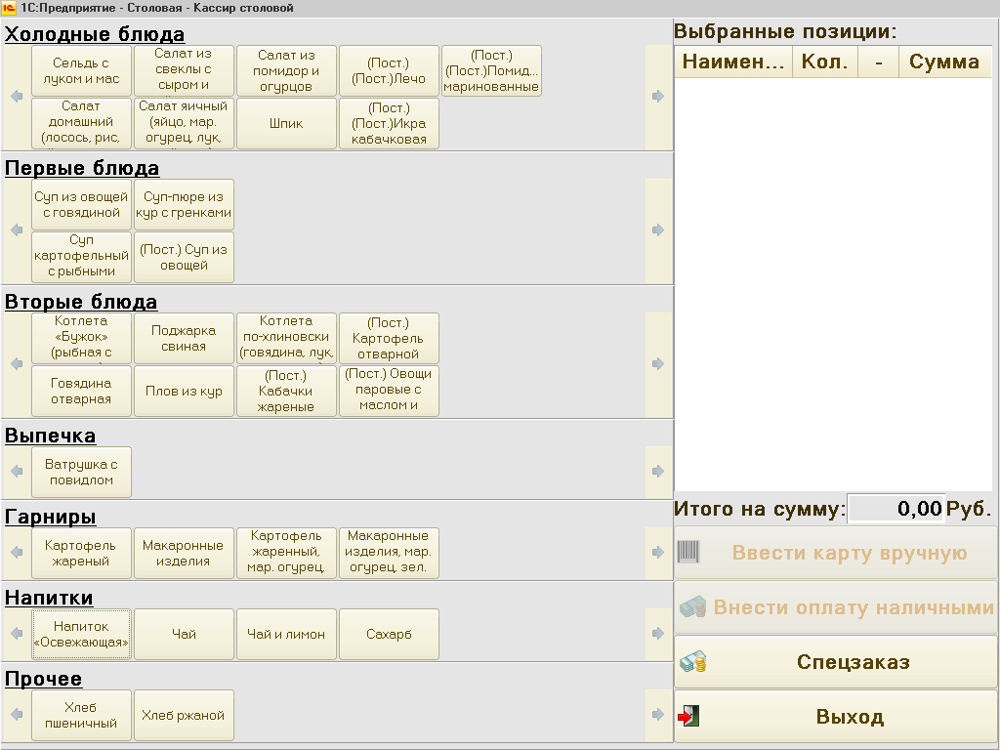 1С:Предприятие - Столовая - Кассир столовой
Холодные блюда
Сельдь с
луком и мас
Салат из
свеклы с
сыром и
Салат из
помидор и
огурцов
(Пост.)
(Пост.)Лечо
(Пост.)
(Пост.)Помид...
маринованные
Салат
домашний
(лосось, рис,
Салат яичный
(яйцо, мар.
огурец, лук,
Шпик
(Пост.)
(Пост.)Икра
кабачковая
Первые блюда
Суп из овощей
с говядиной
Суп-пюре из
кур с гренками
Суп
картофельный
с рыбными
(Пост.) Суп из
овощей
Вторые блюда
Котлета
«Бужок»
(рыбная с
Поджарка
свиная
Котлета
по-хлиновски
(говядина, лук,
(Пост.)
Картофель
отварной
Говядина
отварная
Плов из кур
(Пост.)
Кабачки
жареные
(Пост.) Овощи
паровые с
маслом и
Выпечка
Ватрушка с
повидлом
Гарниры
Картофель
жареный
Макаронные
изделия
Картофель
жаренный,
мар. огурец,
Макаронные
изделия, мар.
огурец, зел.
Напитки
Напиток
«Освежающая»
Чай
Чай и лимон
Сахарб
Прочее
Хлеб
пшеничный
Хлеб ржаной
Выбранные позиции:
Наимен... Кол. - Сумма
Итого на сумму: 0,00 Руб.
Ввести карту вручную
Внести оплату наличными
Спецзаказ
Выход